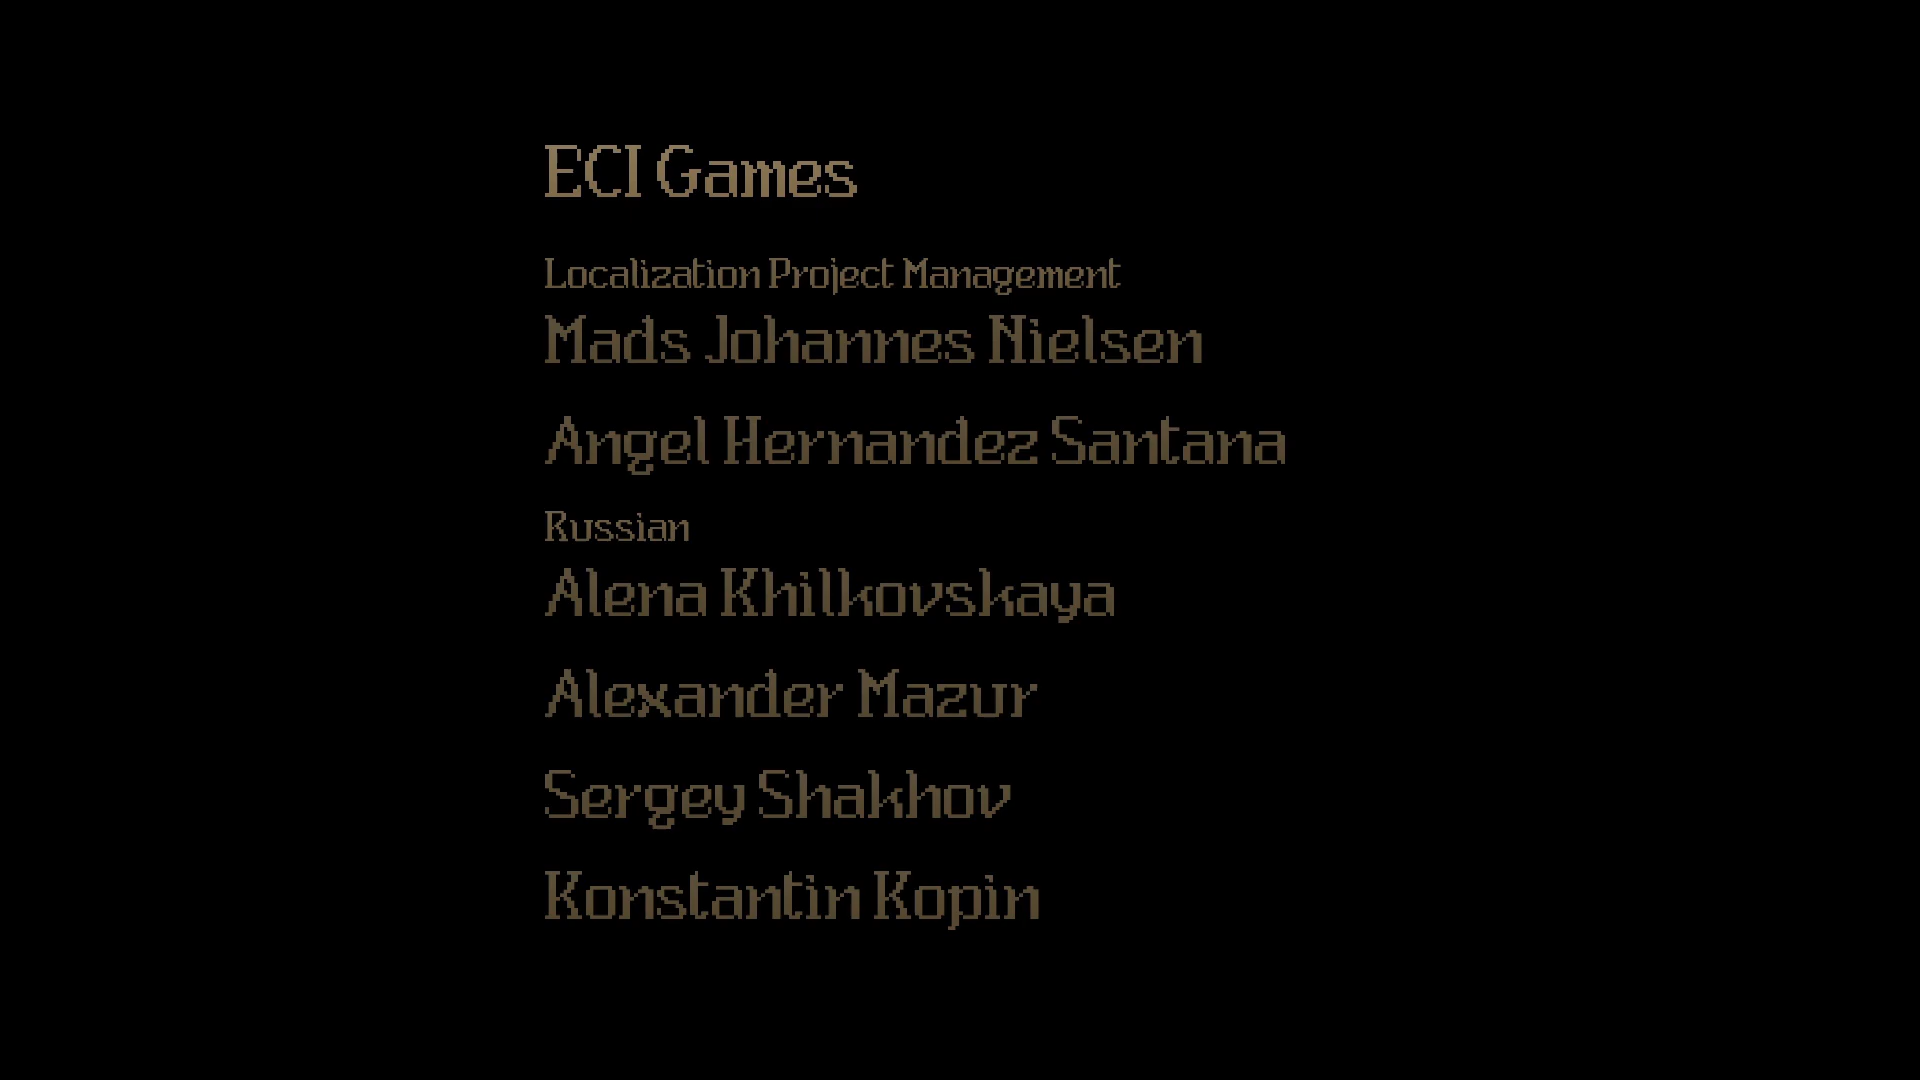 ECI Games
Localization Project Management
Mads Johannes Nielsen
Angel Hernandez Santana
Russian
Alena Khilkovskaya
Alexander Mazur
Sergey Shakhov
Konstantin Kopin